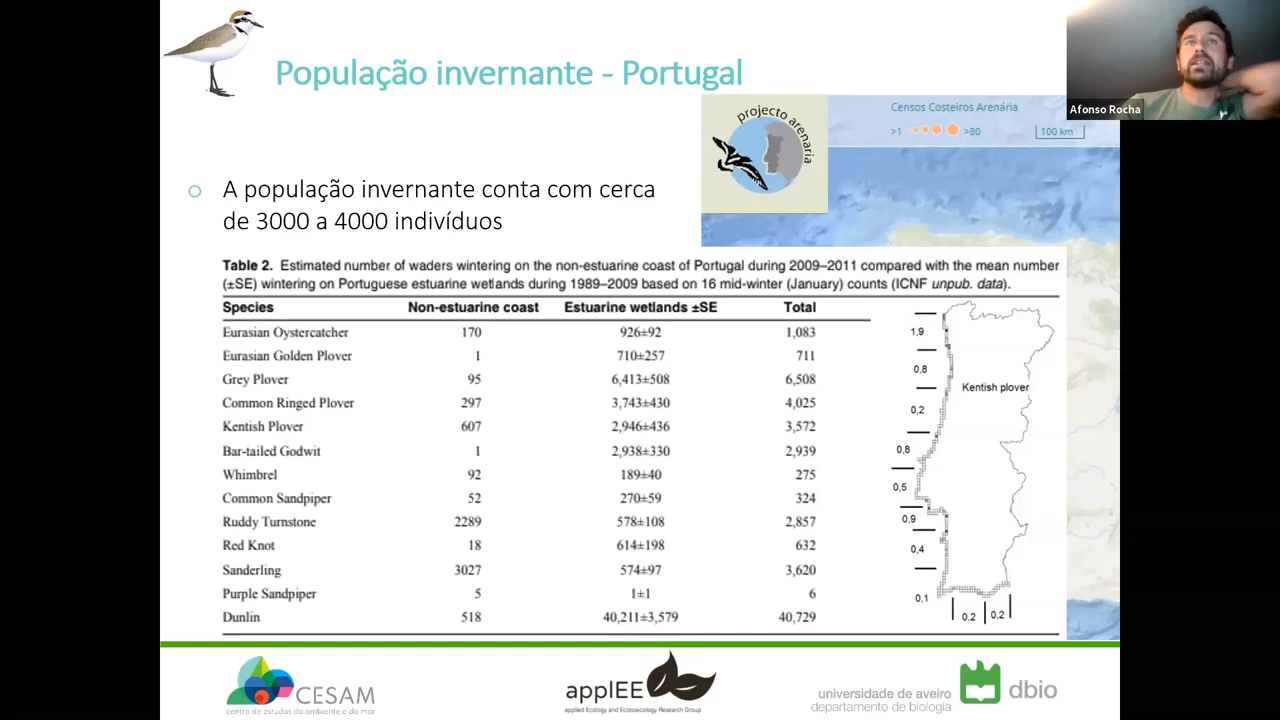 População invernante - Portugal
Afonso Rocha
projecto arenaria
Censos Costeiros Arenária
>1 >80 100 km
A população invernante conta com cerca
de 3000 a 4000 indivíduos
Table 2. Estimated number of waders wintering on the non-estuarine coast of Portugal during 2009–2011 compared with the mean number
(±SE) wintering on Portuguese estuarine wetlands during 1989–2009 based on 16 mid-winter (January) counts (ICNF unpub. data).
Species Non-estuarine coast Estuarine wetlands ±SE Total
Eurasian Oystercatcher 170 926±92 1,083
Eurasian Golden Plover 1 710±257 711
Grey Plover 95 6,413±508 6,508
Common Ringed Plover 297 3,743±430 4,025
Kentish Plover 607 2,946±436 3,572
Bar-tailed Godwit 1 2,938±330 2,939
Whimbrel 92 189±40 275
Common Sandpiper 52 270±59 324
Ruddy Turnstone 2289 578±108 2,857
Red Knot 18 614±198 632
Sanderling 3027 574±97 3,620
Purple Sandpiper 5 1±1 6
Dunlin 518 40,211±3,579 40,729
1,9
0,8
Kentish plover
0,2
0,8
0,5
0,9
0,4
0,1
0,2 0,2
CESAM
centro de estudos do ambiente e do mar
applEE
applied Ecology and Ecotoxicology Research Group
universidade de aveiro
departamento de biologia
dbio